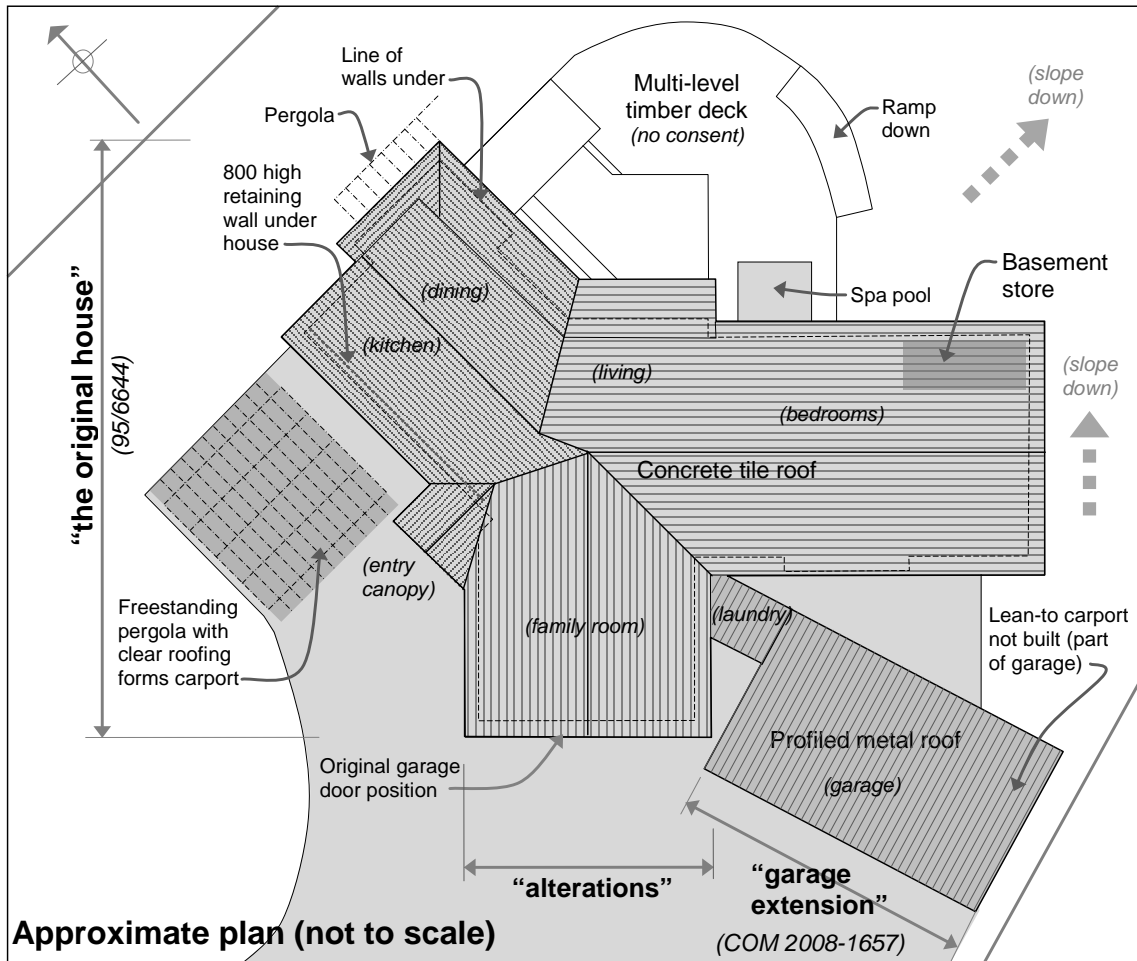 Line of
walls under
Pergola
800 high
retaining
wall under
house
Multi-level
timber deck
(no consent)
Ramp
down
(slope
down)
Basement
store
Spa pool
(slope
down)
"the original house"
(95/6644)
(dining)
(kitchen)
(living)
(bedrooms)
Concrete tile roof
(entry
canopy)
(family room)
(laundry)
Freestanding
pergola with
clear roofing
forms carport
Lean-to carport
not built (part
of garage)
Profiled metal roof
(garage)
Original garage
door position
“alterations”
“garage
extension”
(COM 2008-1657)
Approximate plan (not to scale)